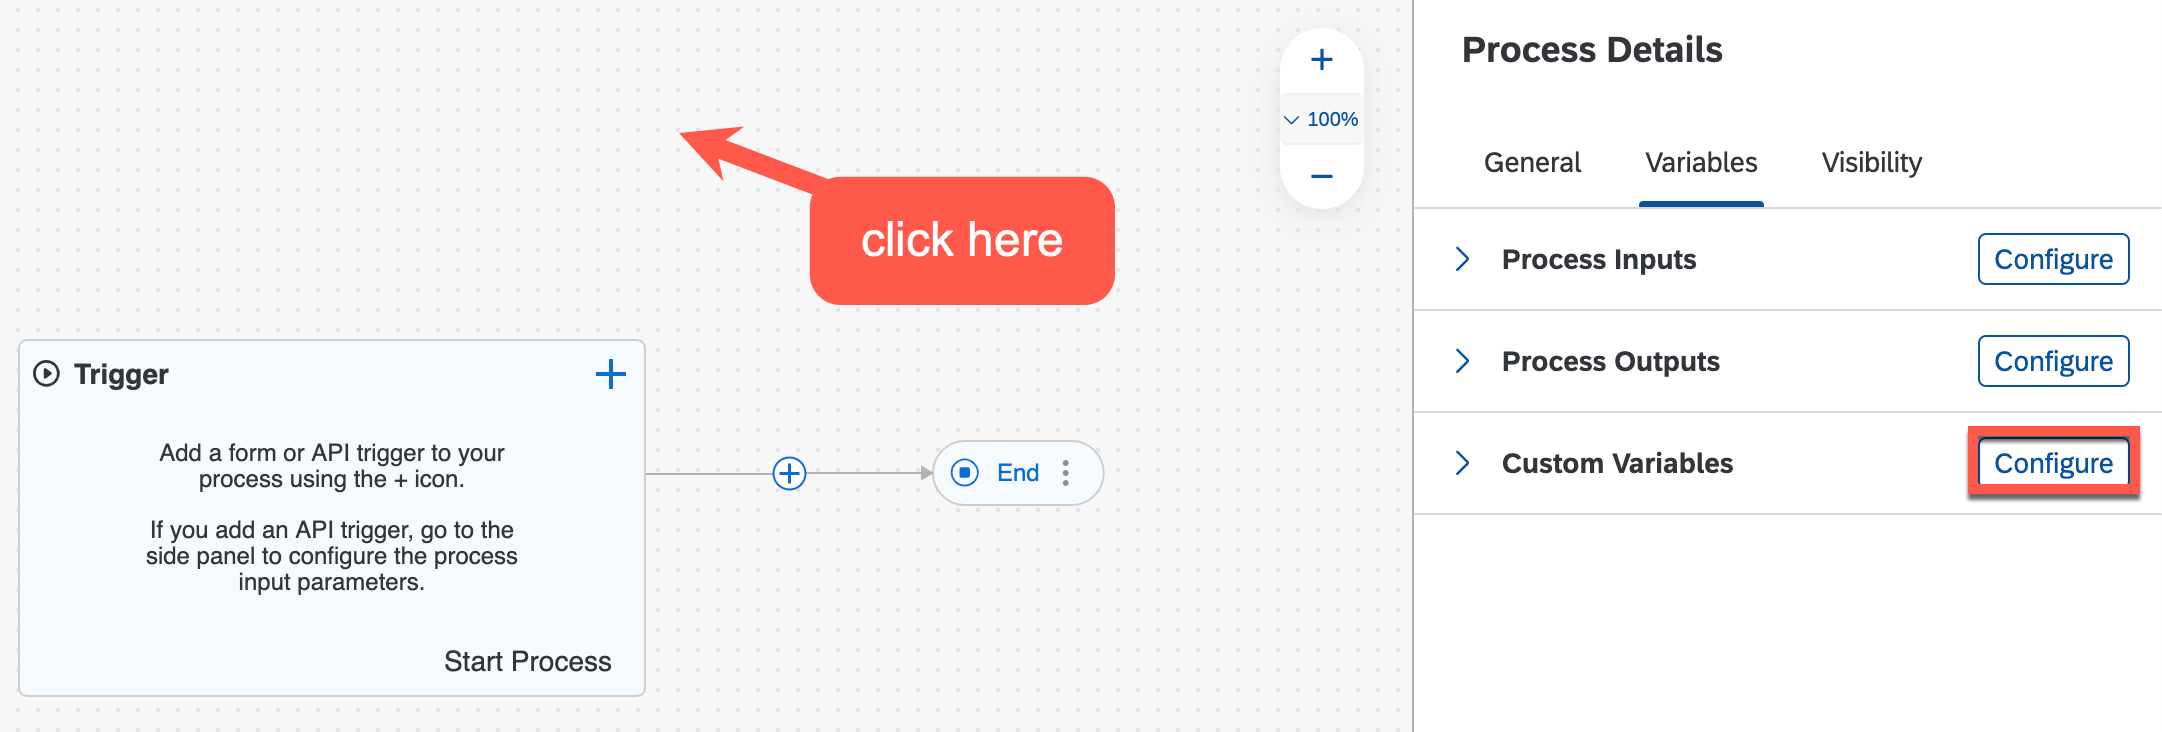 100%
click here
Trigger
Add a form or API trigger to your
process using the + icon.
If you add an API trigger, go to the
side panel to configure the process
input parameters.
Start Process
End
Process Details
General Variables Visibility
Process Inputs Configure
Process Outputs Configure
Custom Variables Configure